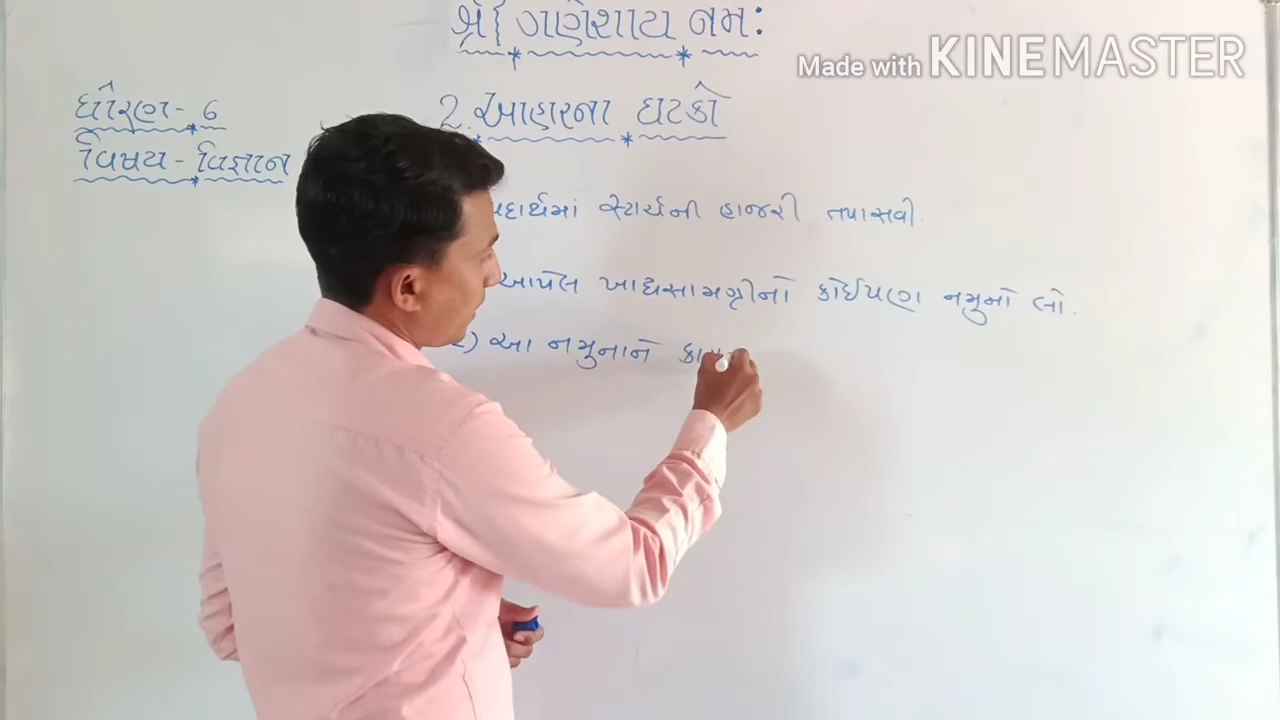 શ્રી ગણેશાય નમઃ
Made with KINEMASTER
ધોરણ - 6
2. આહારના ઘટકો
વિષય - વિજ્ઞાન
પદાર્થમાં સ્ટાર્ચની હાજરી તપાસવી.
આપેલ ખાદ્યસામગ્રીનો કોઈપણ નમુનો લો.
આ નમુનાને